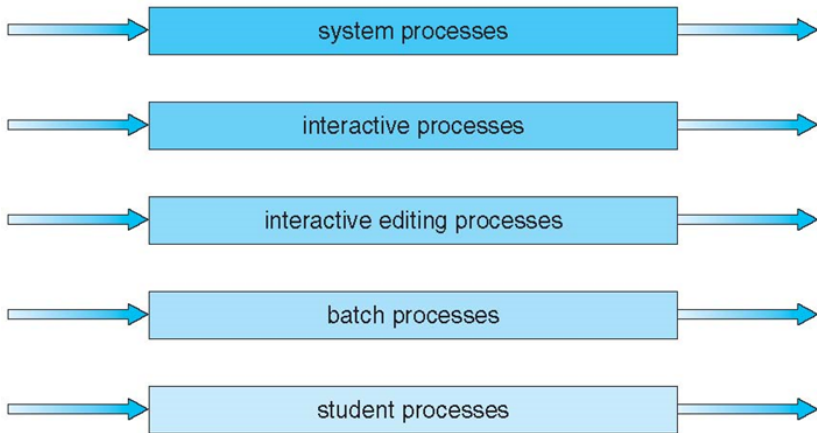 system processes
interactive processes
interactive editing processes
batch processes
student processes